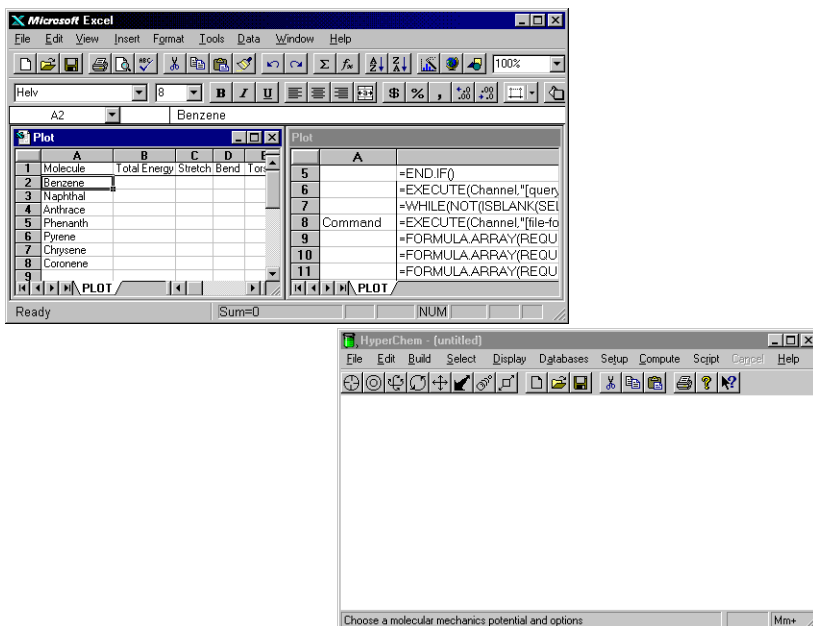 Microsoft Excel
File Edit View Insert Format Tools Data Window Help
100%
Helv 8 B I U $ % ,
A2 Benzene
Plot
A B C D E
1 Molecule Total Energy Stretch Bend Tors
2 Benzene
3 Naphthal
4 Anthrace
5 Phenanth
6 Pyrene
7 Chrysene
8 Coronene
9
PLOT
Plot
A
5 =END.IF()
6 =EXECUTE(Channel,"[query
7 =WHILE(NOT(ISBLANK(SEL
8 Command =EXECUTE(Channel,"[file-fo
9 =FORMULA.ARRAY(REQU
10 =FORMULA.ARRAY(REQU
11 =FORMULA.ARRAY(REQU
PLOT
Ready Sum=0 NUM
HyperChem - (untitled)
File Edit Build Select Display Databases Setup Compute Script Cancel Help
Choose a molecular mechanics potential and options Mm+